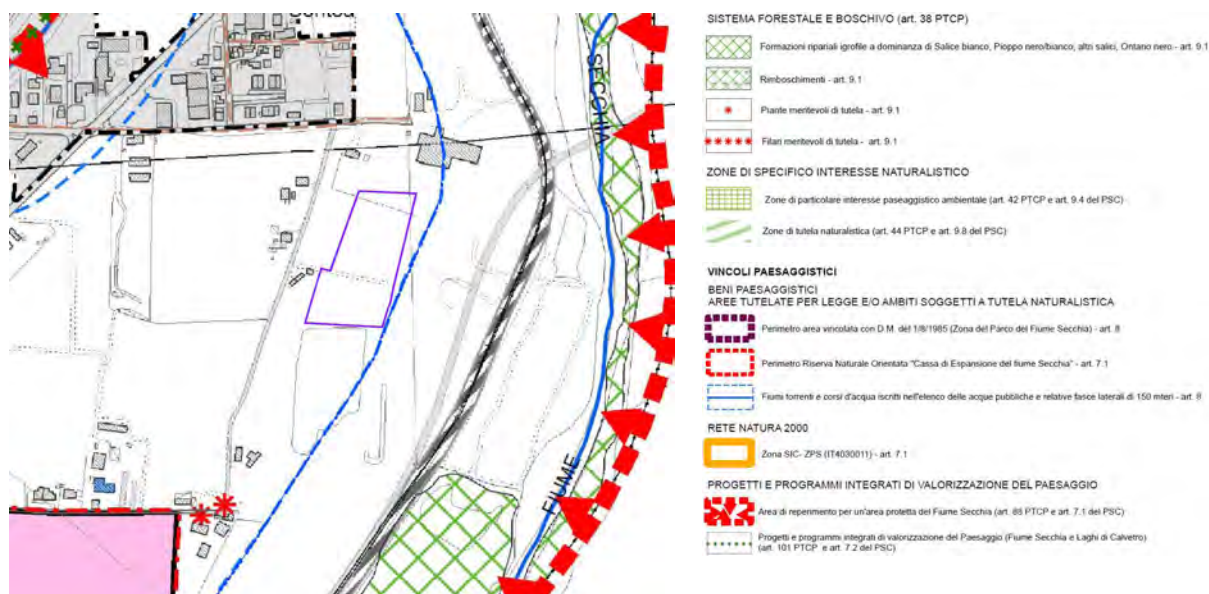 SECCHIA
FIUME
SISTEMA FORESTALE E BOSCHIVO (art. 38 PTCP)
Formazioni ripariali igrofile a dominanza di Salice bianco, Pioppo nero/bianco, altri salici, Ontano nero - art. 9.1
Rimboschimenti - art. 9.1
Piante meritevoli di tutela - art. 9.1
Filari meritevoli di tutela - art. 9.1
ZONE DI SPECIFICO INTERESSE NATURALISTICO
Zone di particolare interesse paseaggistico ambientale (art. 42 PTCP e art. 9.4 del PSC)
Zone di tutela naturalistica (art. 44 PTCP e art. 9.8 del PSC)
VINCOLI PAESAGGISTICI
BENI PAESAGGISTICI
AREE TUTELATE PER LEGGE E/O AMBITI SOGGETTI A TUTELA NATURALISTICA
Perimetro area vincolata con D.M. del 1/8/1985 (Zona del Parco del Fiume Secchia) - art. 8
Perimetro Riserva Naturale Orientata "Cassa di Espansione del fiume Secchia" - art. 7.1
Fiumi torrenti e corsi d'acqua iscritti nell'elenco delle acque pubbliche e relative fasce laterali di 150 mteri - art. 8
RETE NATURA 2000
Zona SIC- ZPS (IT4030011) - art. 7.1
PROGETTI E PROGRAMMI INTEGRATI DI VALORIZZAZIONE DEL PAESAGGIO
Area di reperimento per un'area protetta del Fiume Secchia (art. 88 PTCP e art. 7.1 del PSC)
Progetti e programmi integrati di valorizzazione del Paesaggio (Fiume Secchia e Laghi di Calvetro)
(art. 101 PTCP e art. 7.2 del PSC)